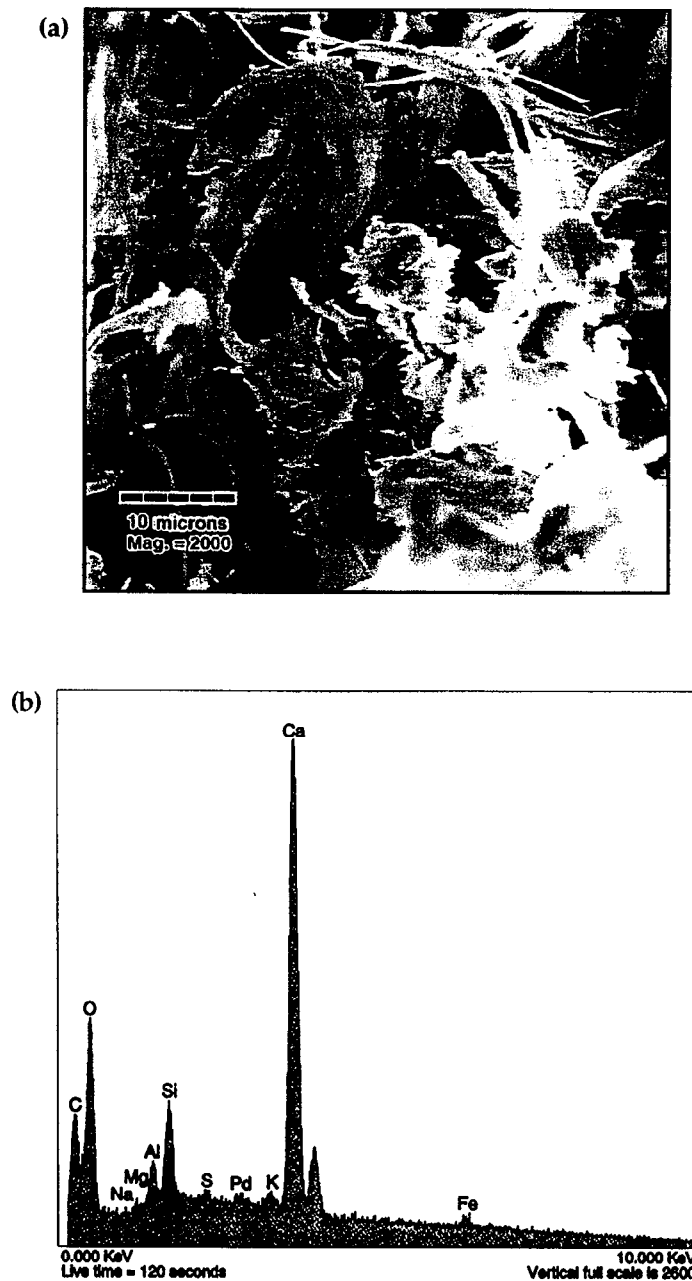 (a)
10 microns
Mag. = 2000
(b)
Ca
O
C
Si
Al
Mg
Na
S
Pd
K
Fe
0.000 KeV
10.000 KeV
Live time = 120 seconds
Vertical full scale is 2600